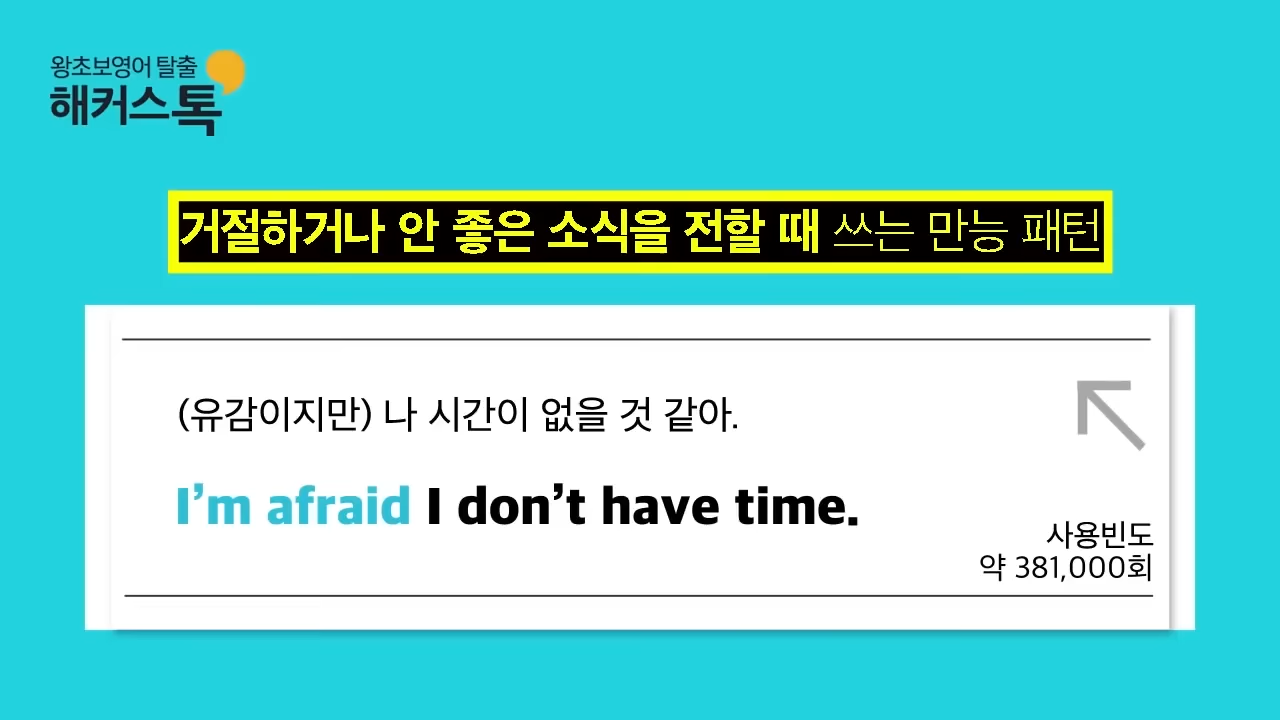 왕초보영어 탈출
해커스톡
거절하거나 안 좋은 소식을 전할 때 쓰는 만능 패턴
(유감이지만) 나 시간이 없을 것 같아.
I’m afraid I don’t have time.
사용빈도
약 381,000회